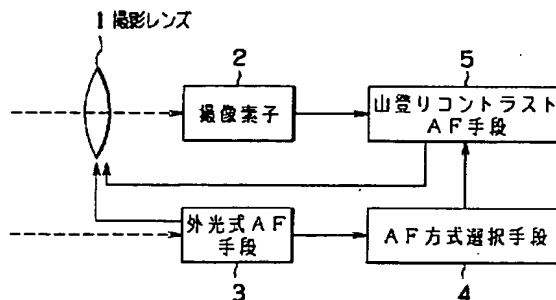 1 撮影レンズ
2
撮像素子
5
山登りコントラスト
AF手段
外光式AF
手段
3
AF方式選択手段
4